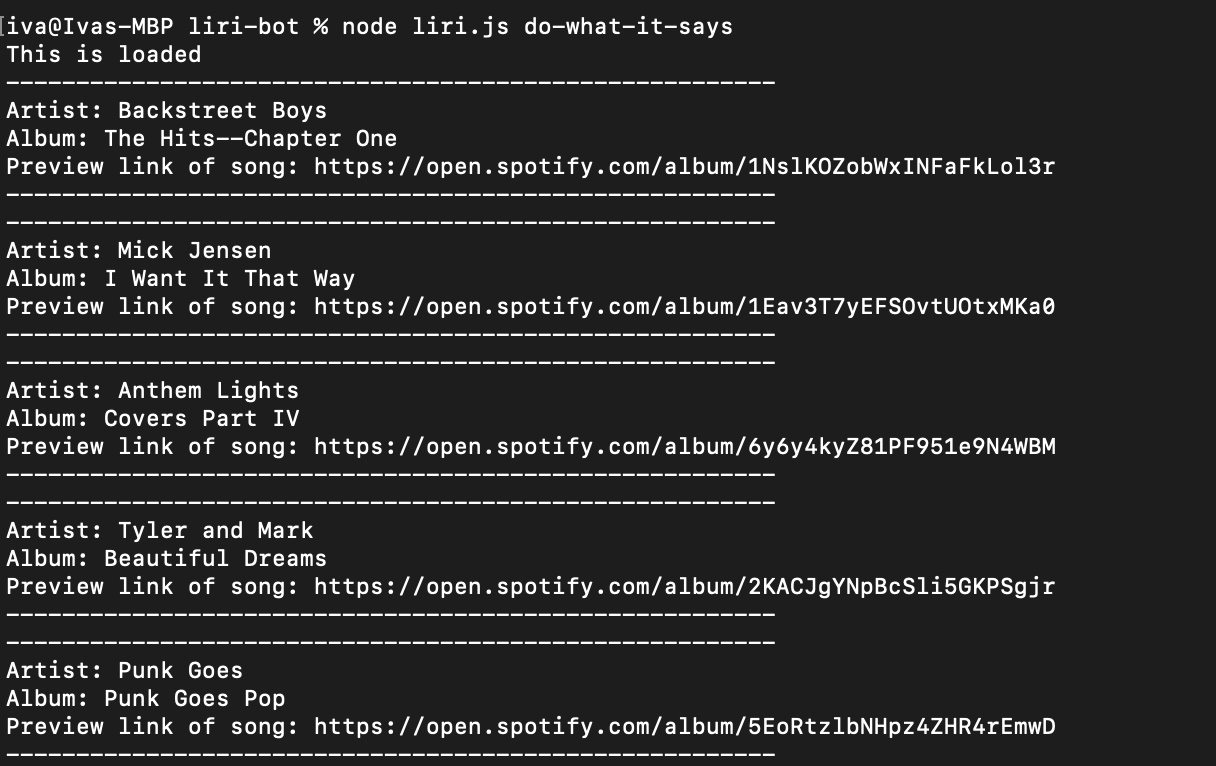 iva@Ivas-MBP liri-bot % node liri.js do-what-it-says
This is loaded
-------------------------------------------------------
Artist: Backstreet Boys
Album: The Hits--Chapter One
Preview link of song: https://open.spotify.com/album/1NslKOZobWxINFaFkLol3r
-------------------------------------------------------
-------------------------------------------------------
Artist: Mick Jensen
Album: I Want It That Way
Preview link of song: https://open.spotify.com/album/1Eav3T7yEFSOvtUOtxMKa0
-------------------------------------------------------
-------------------------------------------------------
Artist: Anthem Lights
Album: Covers Part IV
Preview link of song: https://open.spotify.com/album/6y6y4kyZ81PF951e9N4WBM
-------------------------------------------------------
-------------------------------------------------------
Artist: Tyler and Mark
Album: Beautiful Dreams
Preview link of song: https://open.spotify.com/album/2KACJgYNpBcSli5GKPSgjr
-------------------------------------------------------
-------------------------------------------------------
Artist: Punk Goes
Album: Punk Goes Pop
Preview link of song: https://open.spotify.com/album/5EoRtzlbNHpz4ZHR4rEmwD
-------------------------------------------------------